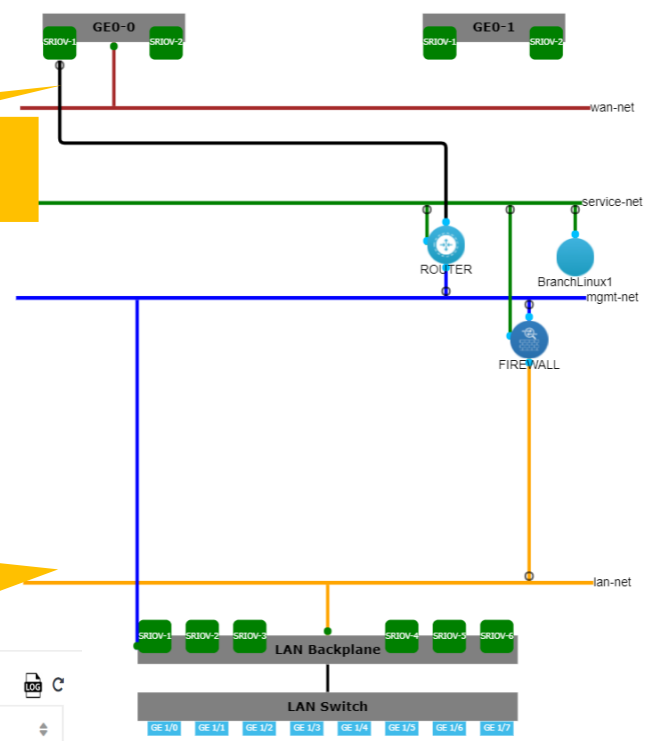 GE0-0 GE0-1
SRIOV-1 SRIOV-2 SRIOV-1 SRIOV-2
wan-net
service-net
ROUTER
BranchLinux1
mgmt-net
FIREWALL
lan-net
SRIOV-1 SRIOV-2 SRIOV-3 SRIOV-4 SRIOV-5 SRIOV-6
LAN Backplane
LOG
LAN Switch
GE 1/0 GE 1/1 GE 1/2 GE 1/3 GE 1/4 GE 1/5 GE 1/6 GE 1/7